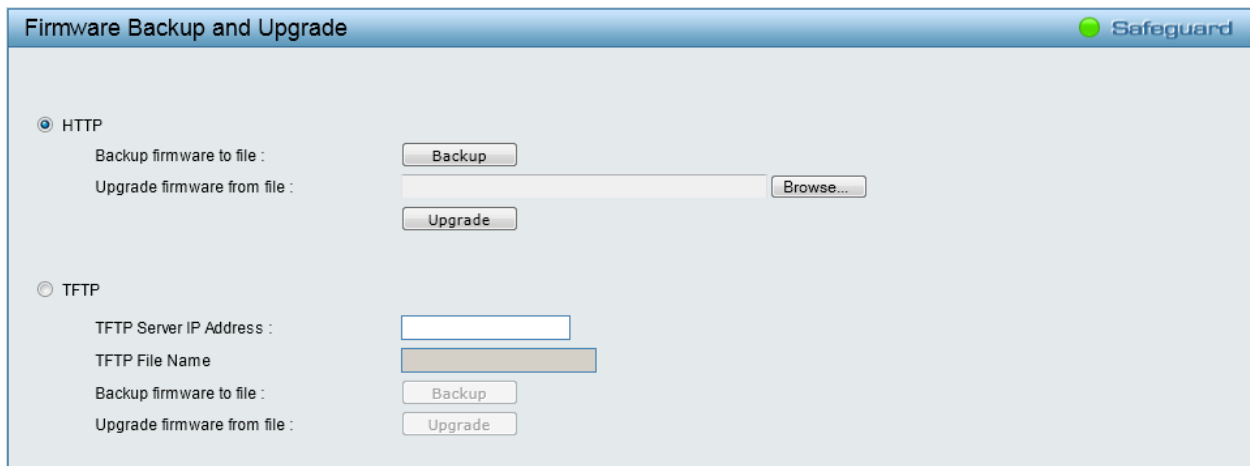 Firmware Backup and Upgrade Safeguard
HTTP
Backup firmware to file : Backup
Upgrade firmware from file : Browse...
Upgrade
TFTP
TFTP Server IP Address :
TFTP File Name
Backup firmware to file : Backup
Upgrade firmware from file : Upgrade